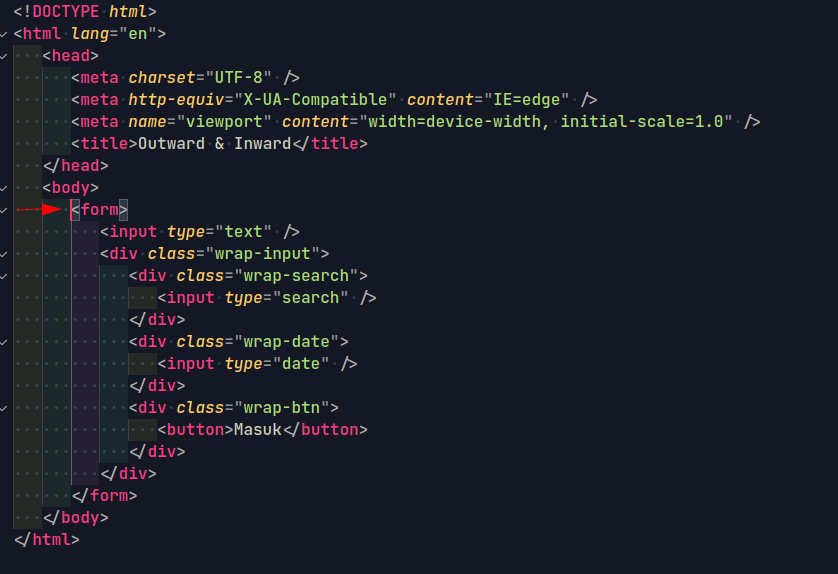 <!DOCTYPE html>
<html lang="en">
<head>
<meta charset="UTF-8" />
<meta http-equiv="X-UA-Compatible" content="IE=edge" />
<meta name="viewport" content="width=device-width, initial-scale=1.0" />
<title>Outward & Inward</title>
</head>
<body>
<form>
<input type="text" />
<div class="wrap-input">
<div class="wrap-search">
<input type="search" />
</div>
<div class="wrap-date">
<input type="date" />
</div>
<div class="wrap-btn">
<button>Masuk</button>
</div>
</div>
</form>
</body>
</html>